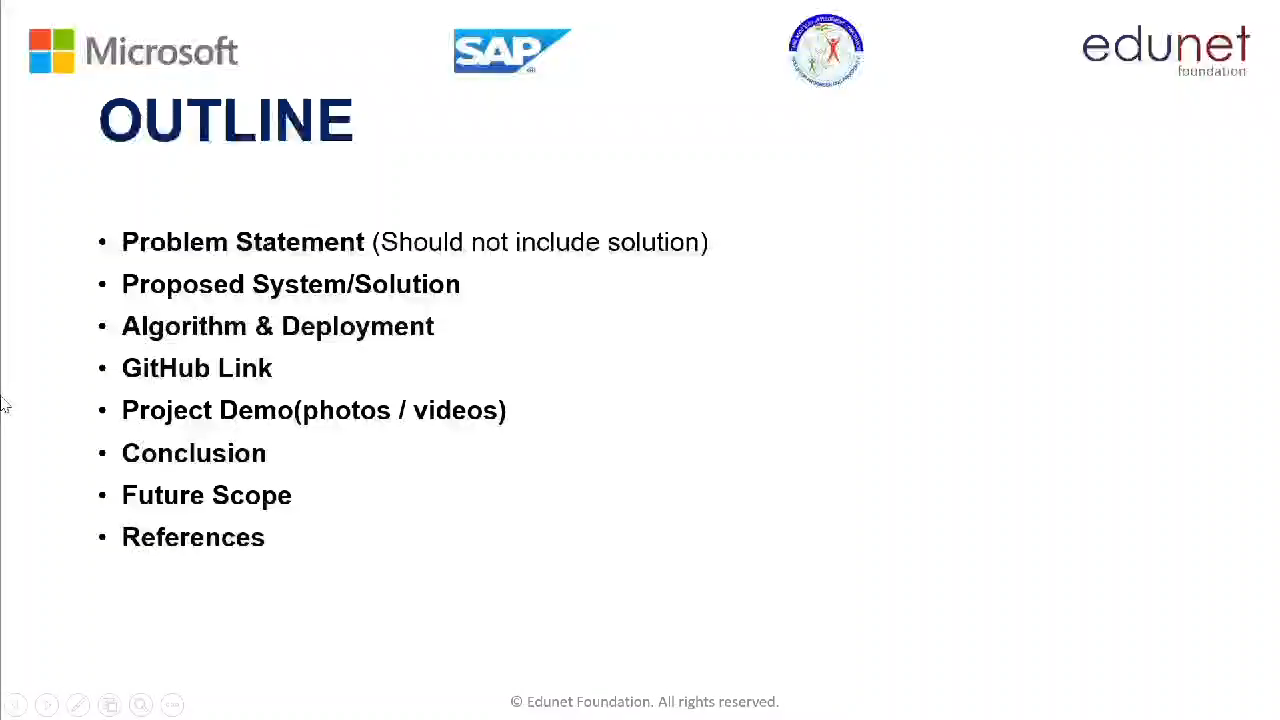 Microsoft
SAP
edunet
foundation
OUTLINE
• Problem Statement (Should not include solution)
• Proposed System/Solution
• Algorithm & Deployment
• GitHub Link
• Project Demo(photos / videos)
• Conclusion
• Future Scope
• References
© Edunet Foundation. All rights reserved.